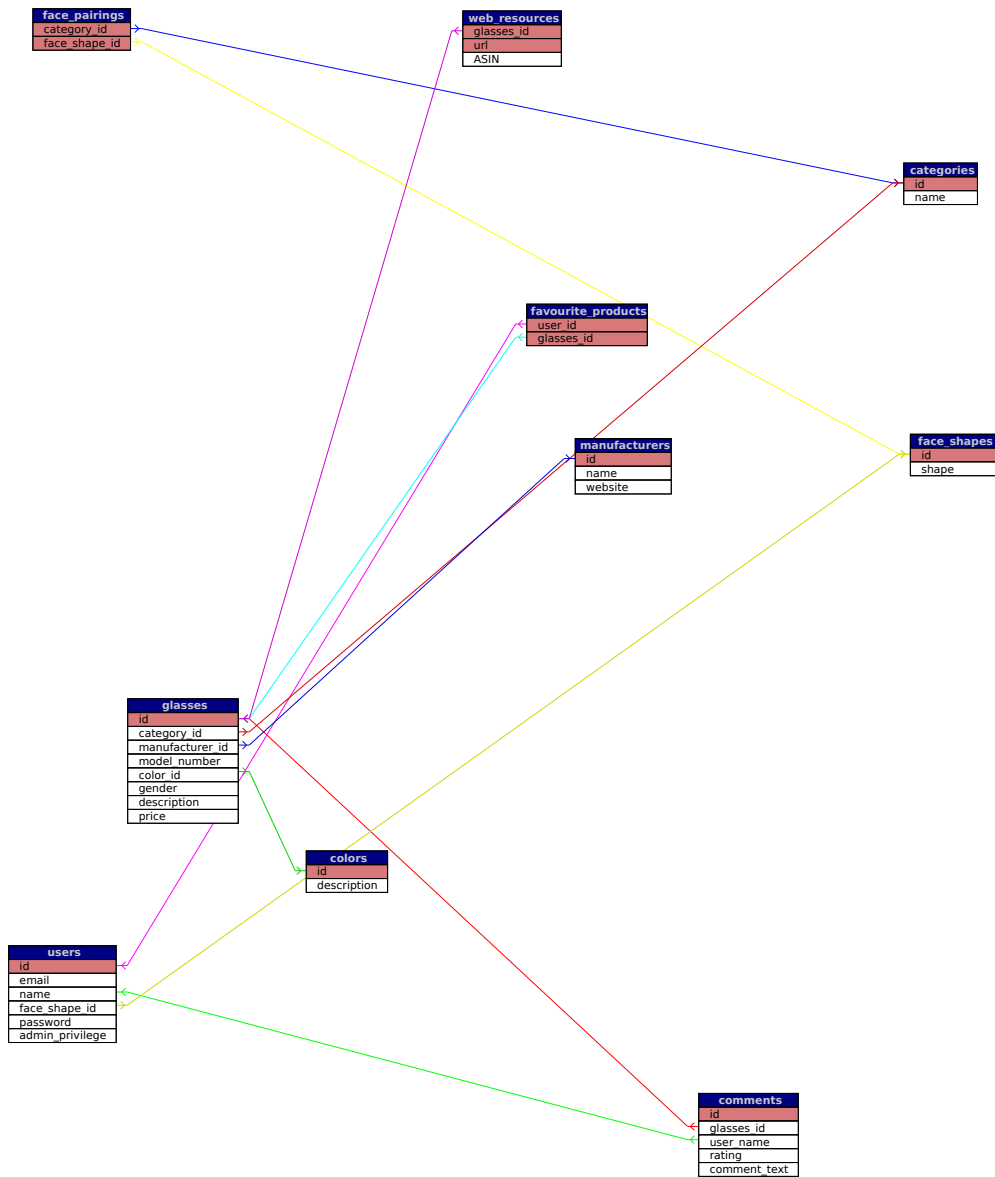 face_pairings
category_id
face_shape_id
web_resources
glasses_id
url
ASIN
categories
id
name
favourite_products
user_id
glasses_id
manufacturers
id
name
website
face_shapes
id
shape
glasses
id
category_id
manufacturer_id
model_number
color_id
gender
description
price
colors
id
description
users
id
email
name
face_shape_id
password
admin_privilege
comments
id
glasses_id
user_name
rating
comment_text